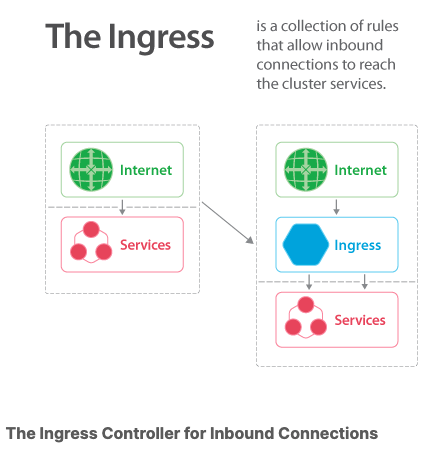 The Ingress
is a collection of rules
that allow inbound
connections to reach
the cluster services.
Internet
Services
Internet
Ingress
Services
The Ingress Controller for Inbound Connections